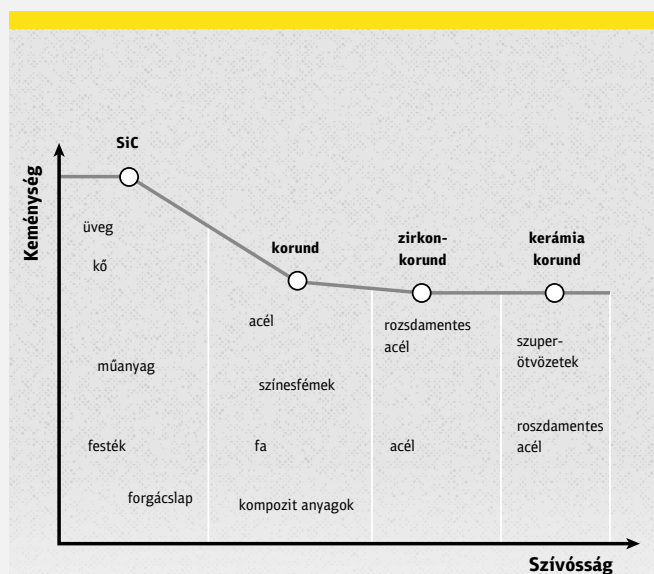 SiC
Keménység
üveg
kő
műanyag
festék
forgácslap
korund
acél
színesfémek
fa
kompozit anyagok
zirkon-
korund
rozsdamentes
acél
acél
kerámia
korund
szuper-
ötvözetek
roszdamentes
acél
Szívósság